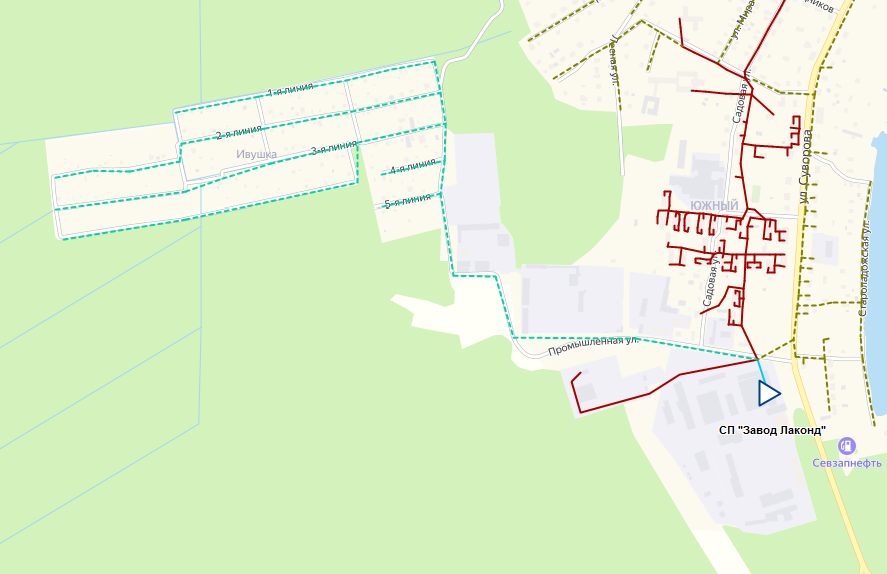 ников
ул. Мира
Лесная ул.
Садовая ул.
1-я линия
2-я линия
3-я линия
Ивушка
4-я линия
5-я линия
ул. Суворова
ЮЖНЫЙ
Староладожская ул.
Садовая ул.
Промышленная ул.
СП "Завод Лаконд"
Севзапнефть